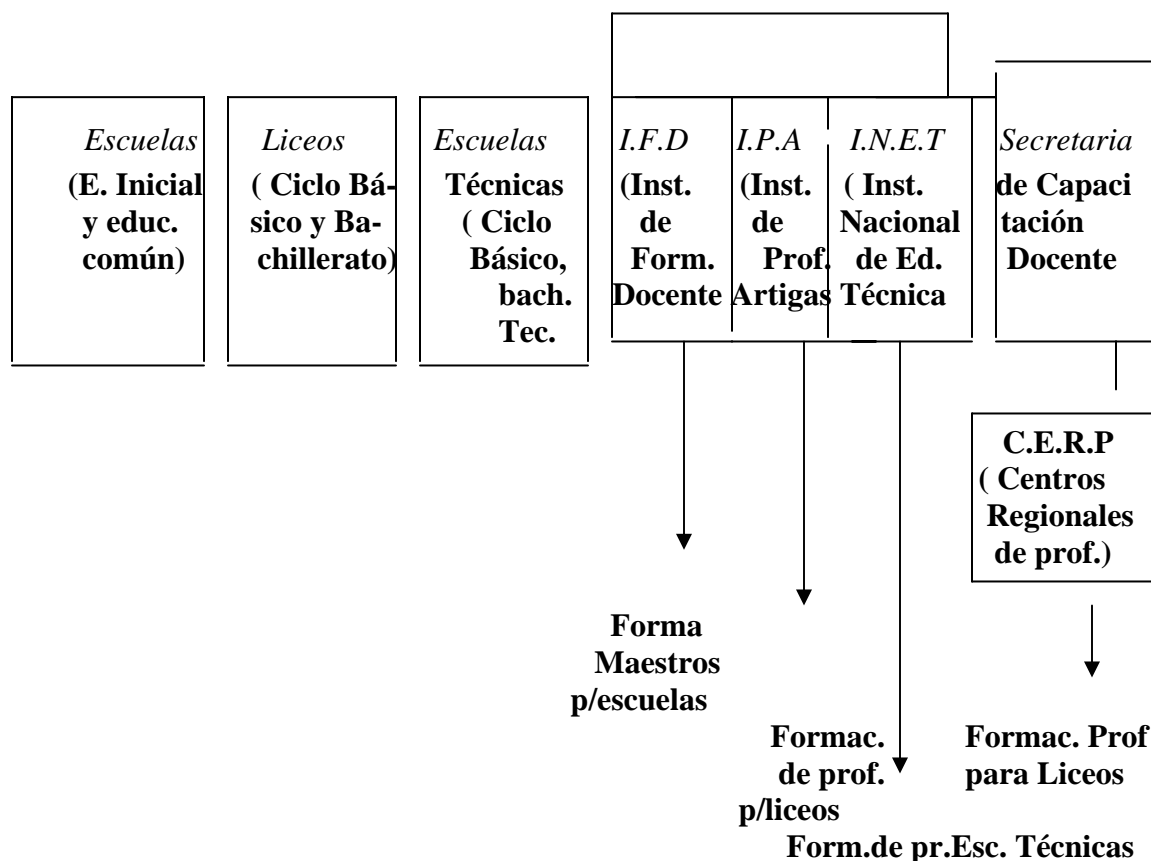 Escuelas
(E. Inicial
y educ.
común)
Liceos
( Ciclo Bá-
sico y Ba-
chillerato)
Escuelas
Técnicas
( Ciclo
Básico,
bach.
Tec.
I.F.D
(Inst.
de
Form.
Docente
I.P.A
(Inst.
de
Prof.
Artigas
I.N.E.T
( Inst.
Nacional
de Ed.
Técnica
Secretaria
de Capaci
tación
Docente
C.E.R.P
( Centros
Regionales
de prof.)
Forma
Maestros
p/escuelas
Formac.
de prof.
p/liceos
Formac. Prof
para Liceos
Form.de pr.Esc. Técnicas